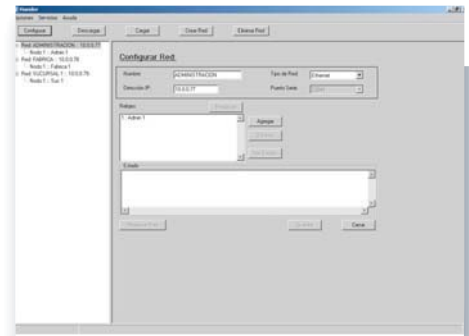 Opciones Servicios Ayuda
Configurar Descargar Cargar Crear Red Eliminar Red
Red: ADMINISTRACION - 10.0.0.77
Nodo 1 : Admin 1
Red: FABRICA - 10.0.0.78
Nodo 1 : Fabrica 1
Red: SUCURSAL 1 - 10.0.0.79
Nodo 1 : Suc 1
Configurar Red:
Nombre ADMINISTRACION Tipo de Red Ethernet
Dirección IP 10.0.0.77 Puerto Serie
Relojes
1 : Admin 1
Agregar
Estado
Cerrar